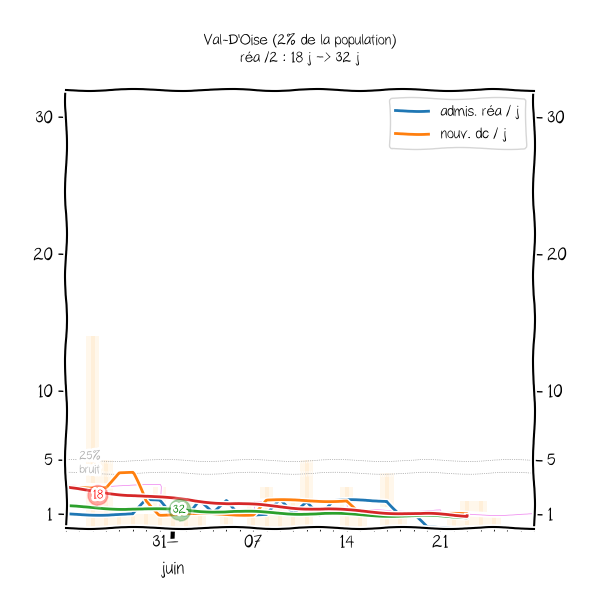 Val-D'Oise (2% de la population)
réa /2 : 18 j -> 32 j
admis. réa / j
nouv. dc / j
30
30
20
20
10
10
5
5
25%
bruit
18
32
1
1
31
07
14
21
juin